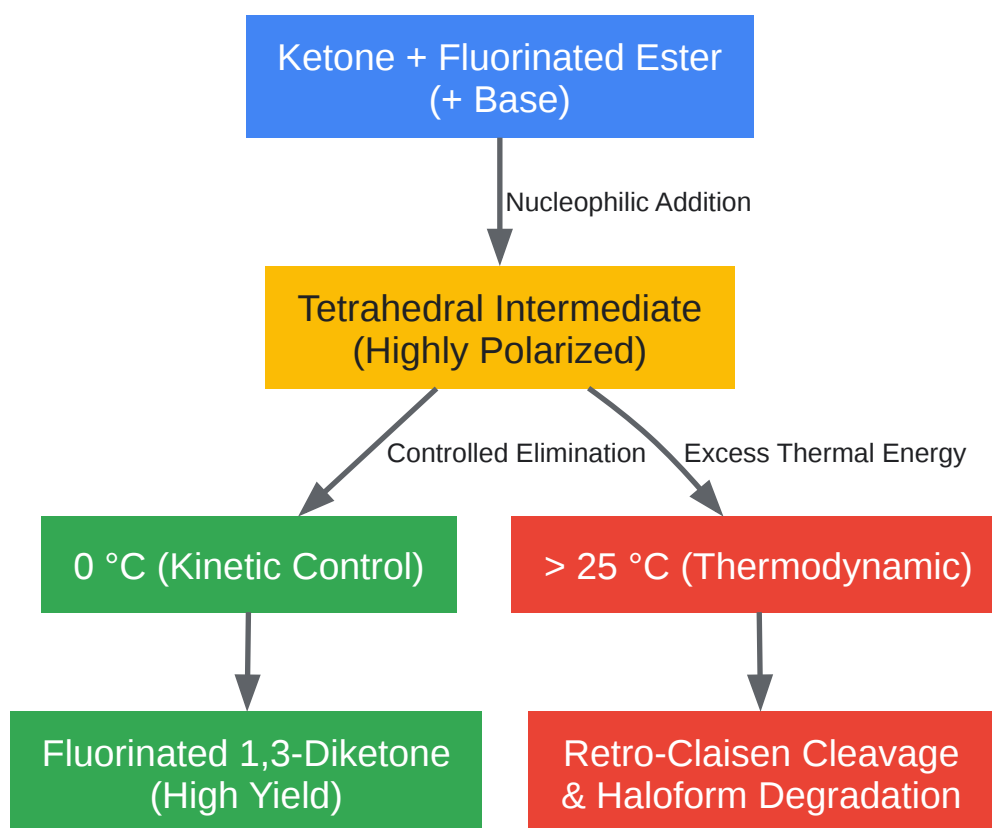 Ketone + Fluorinated Ester
(+ Base)
Nucleophilic Addition
Tetrahedral Intermediate
(Highly Polarized)
Controlled Elimination
Excess Thermal Energy
0 °C (Kinetic Control)
> 25 °C (Thermodynamic)
Fluorinated 1,3-Diketone
(High Yield)
Retro-Claisen Cleavage
& Haloform Degradation